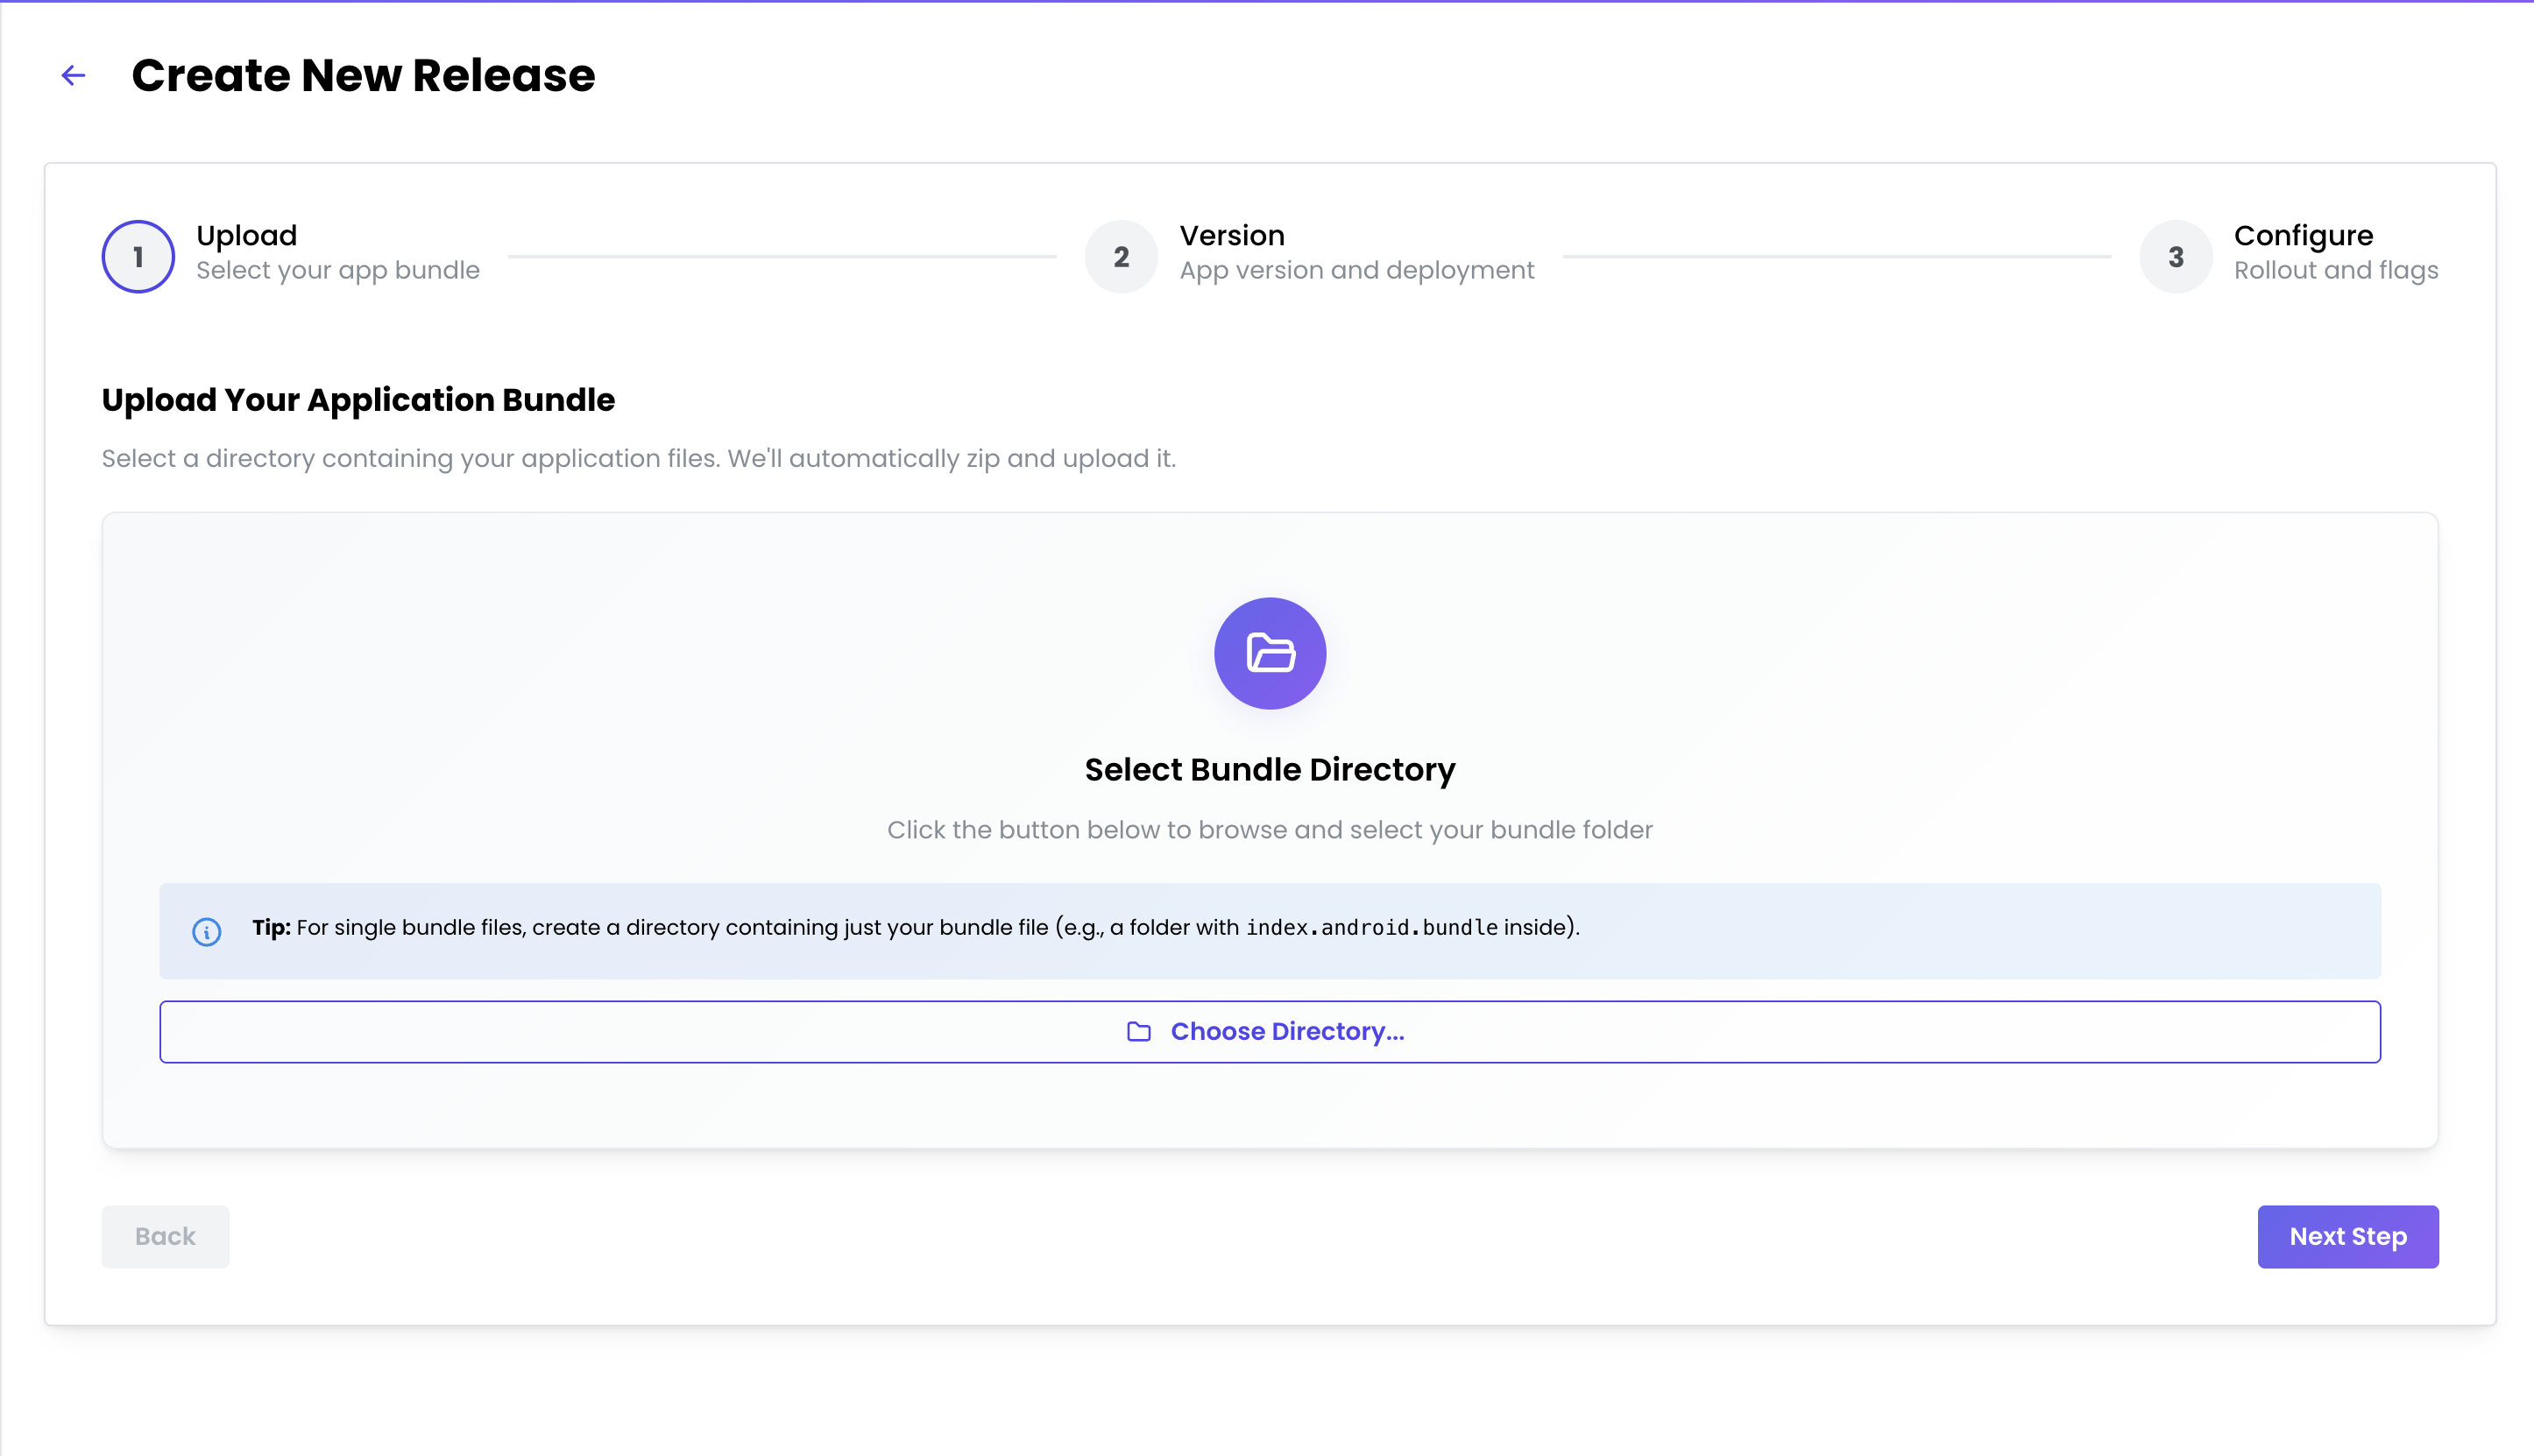 Create New Release
1
Upload
Select your app bundle
2
Version
App version and deployment
3
Configure
Rollout and flags
Upload Your Application Bundle
Select a directory containing your application files. We'll automatically zip and upload it.
Select Bundle Directory
Click the button below to browse and select your bundle folder
Tip: For single bundle files, create a directory containing just your bundle file (e.g., a folder with index.android.bundle inside).
Choose Directory...
Back
Next Step